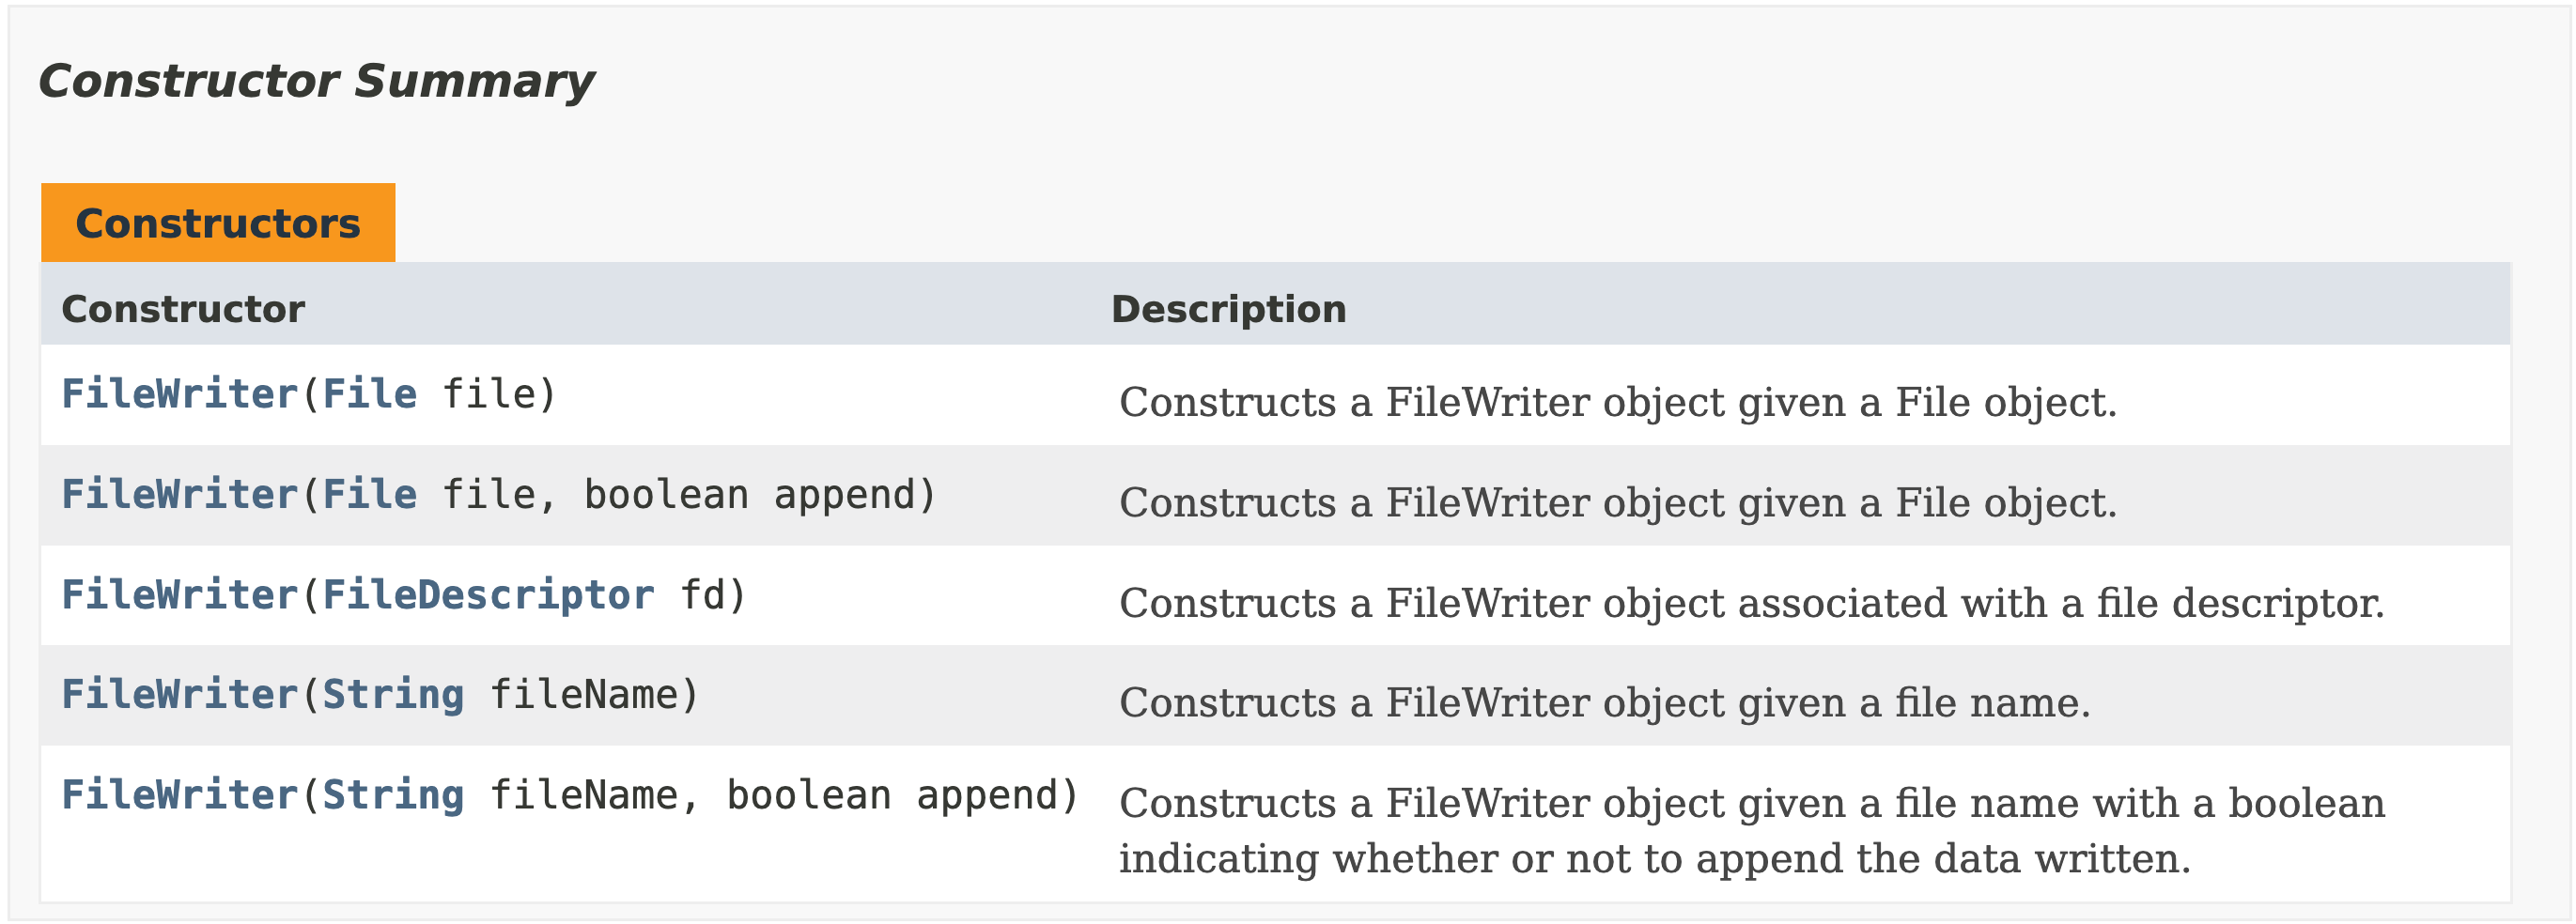 Constructor Summary
Constructors
Constructor Description
FileWriter(File file) Constructs a FileWriter object given a File object.
FileWriter(File file, boolean append) Constructs a FileWriter object given a File object.
FileWriter(FileDescriptor fd) Constructs a FileWriter object associated with a file descriptor.
FileWriter(String fileName) Constructs a FileWriter object given a file name.
FileWriter(String fileName, boolean append) Constructs a FileWriter object given a file name with a boolean
indicating whether or not to append the data written.